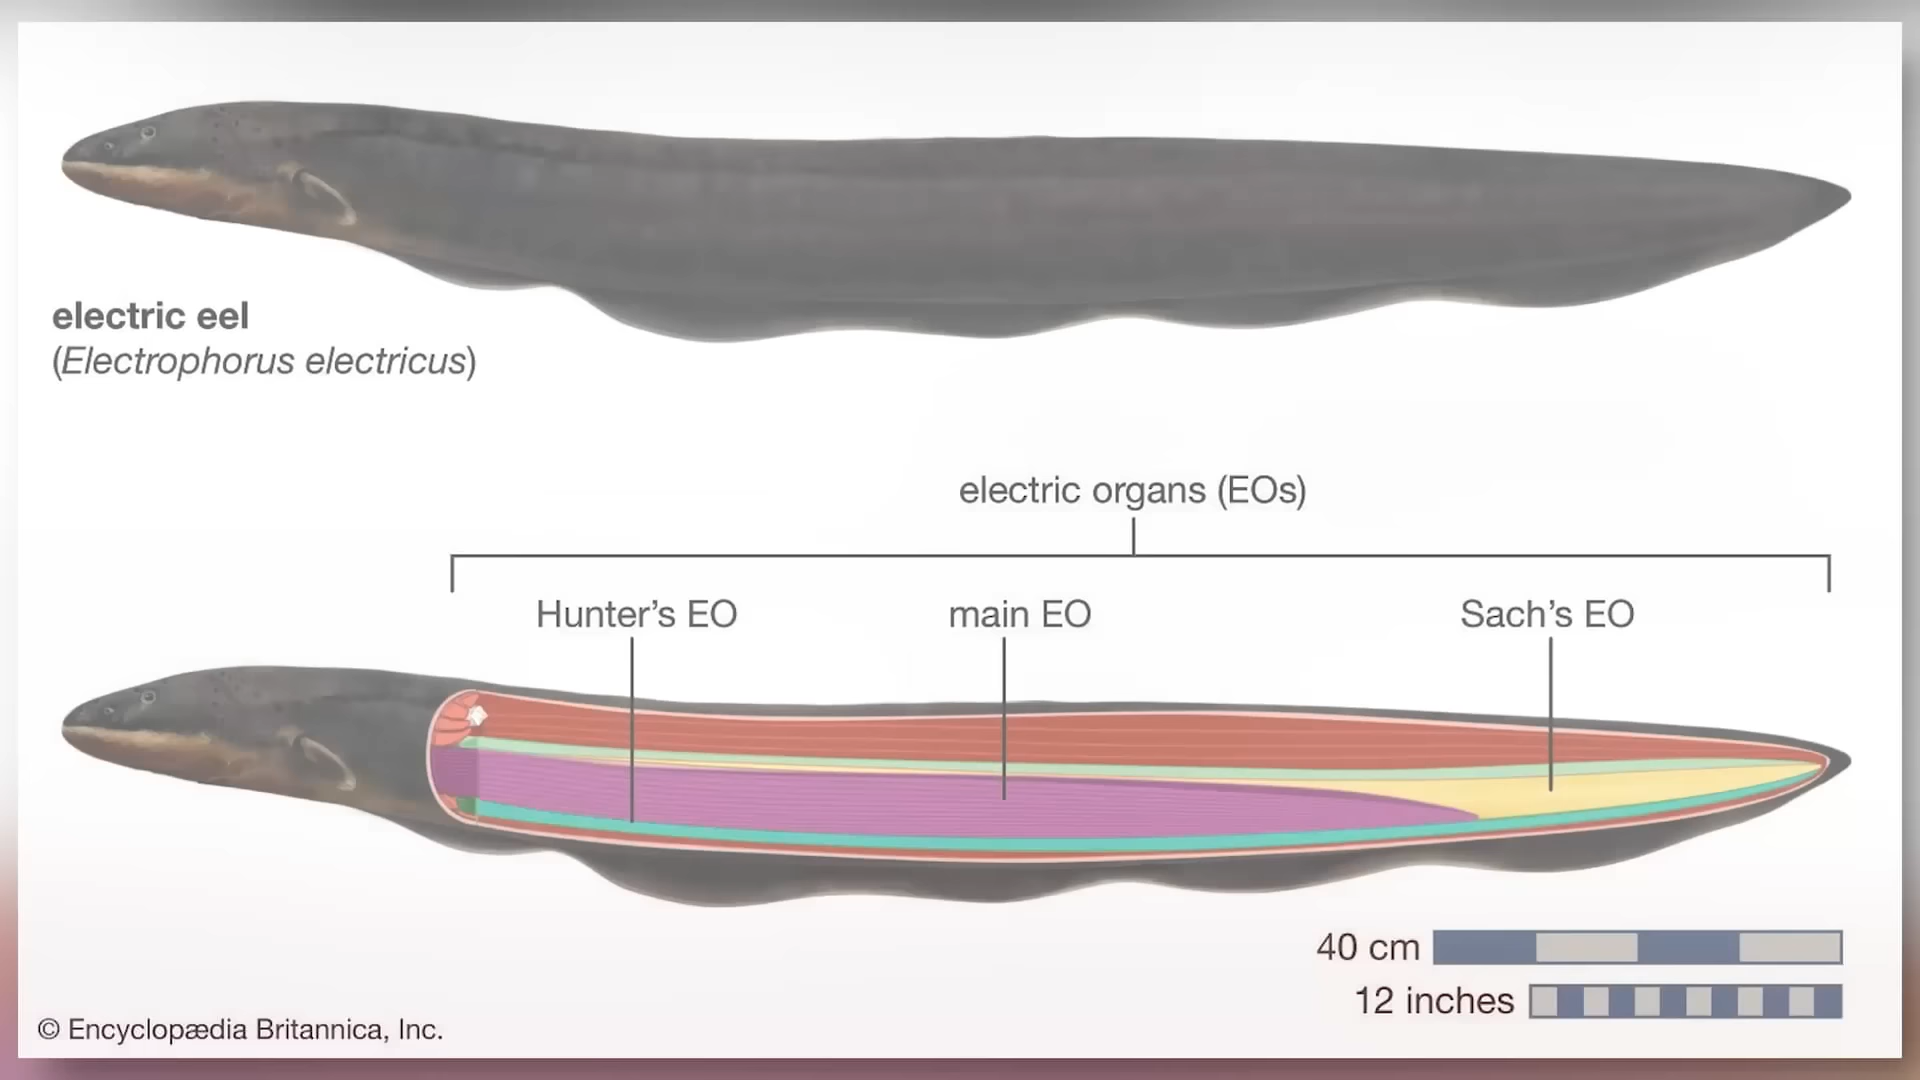 electric eel
(Electrophorus electricus)
electric organs (EOs)
Hunter’s EO
main EO
Sach’s EO
40 cm
12 inches
© Encyclopædia Britannica, Inc.